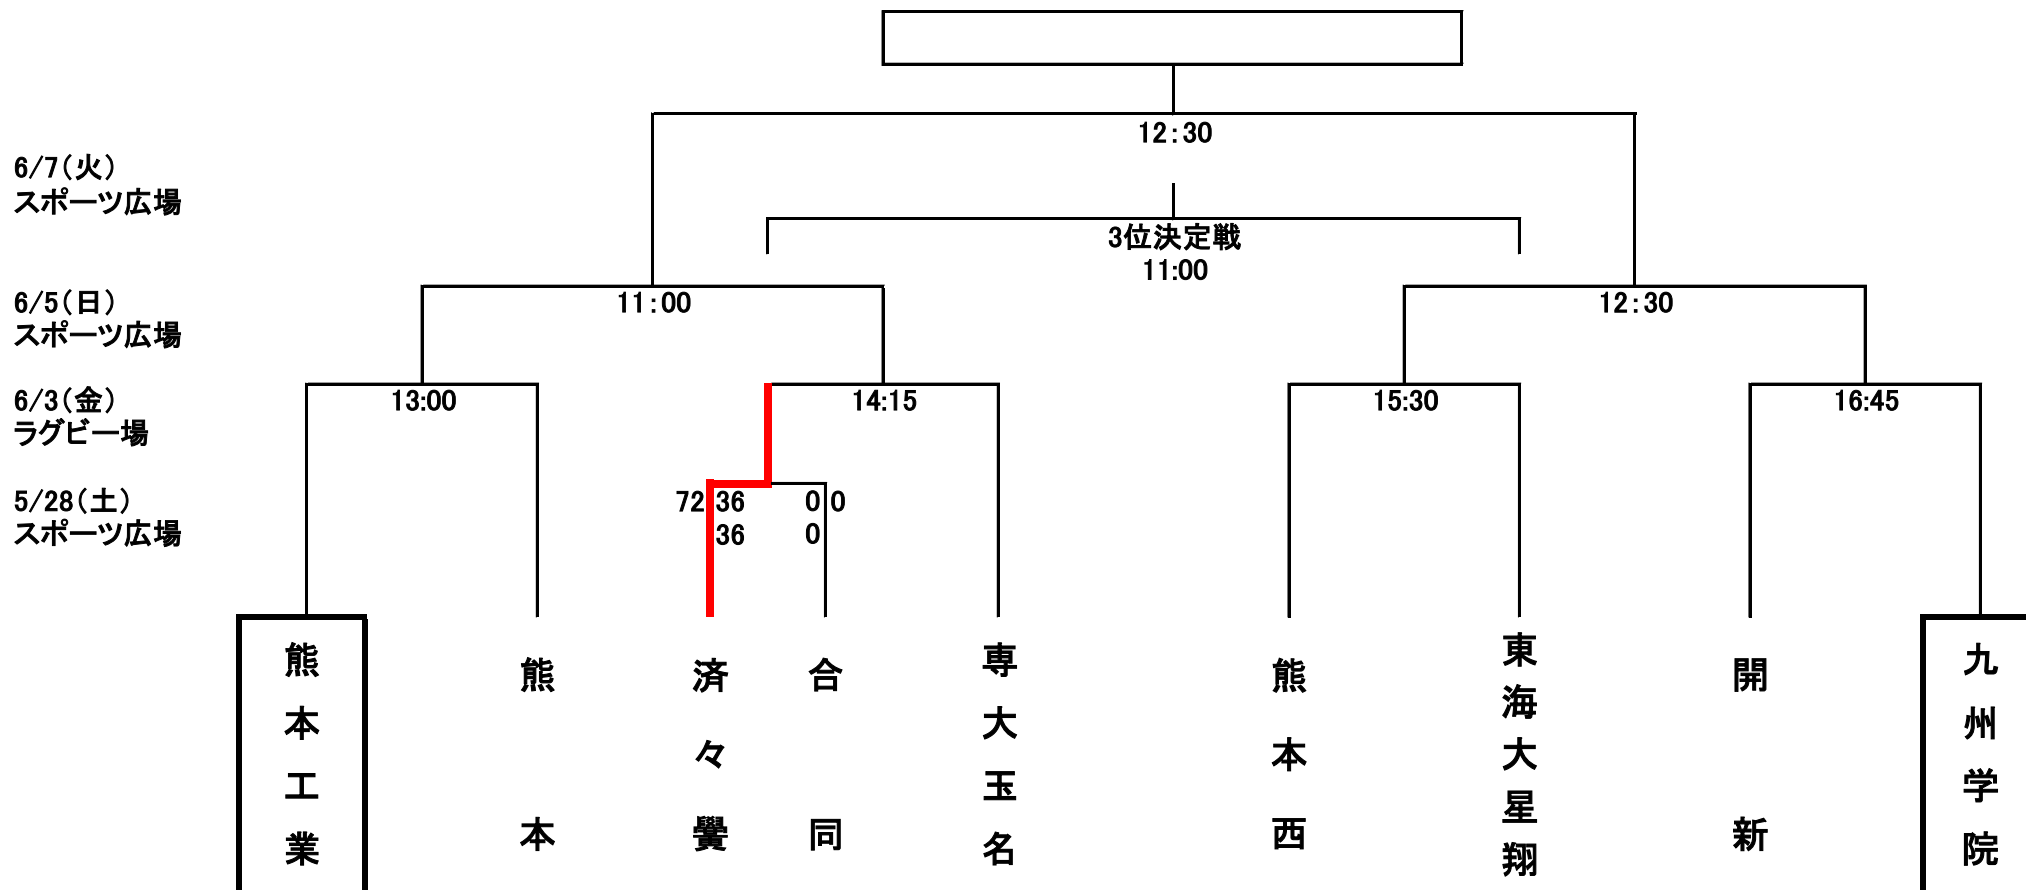 12:30
6/7(火)
スポーツ広場
3位決定戦
11:00
6/5(日)
スポーツ広場
11:00
12:30
6/3(金)
ラグビー場
13:00
14:15
15:30
16:45
5/28(土)
スポーツ広場
72 36 0 0
36 0
熊本工業
熊本
済々黌
合同
専大玉名
熊本西
東海大星翔
開新
九州学院